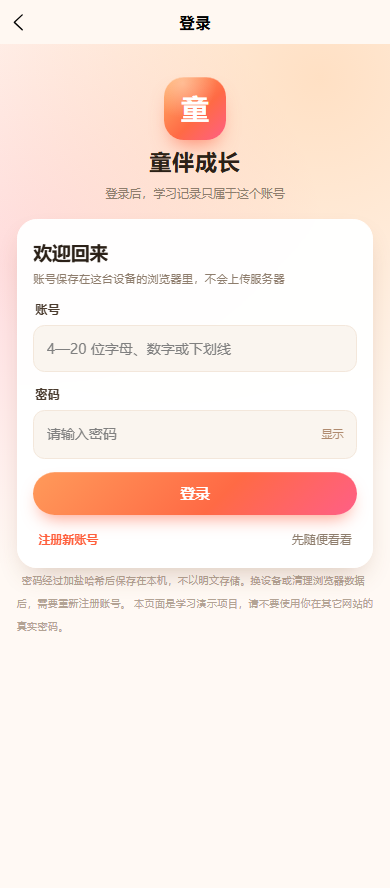 登录
童
童伴成长
登录后，学习记录只属于这个账号
欢迎回来
账号保存在这台设备的浏览器里，不会上传服务器
账号
4—20 位字母、数字或下划线
密码
请输入密码
显示
登录
注册新账号
先随便看看
密码经过加盐哈希后保存在本机，不以明文存储。换设备或清理浏览器数据
后，需要重新注册账号。 本页面是学习演示项目，请不要使用你在其它网站的
真实密码。